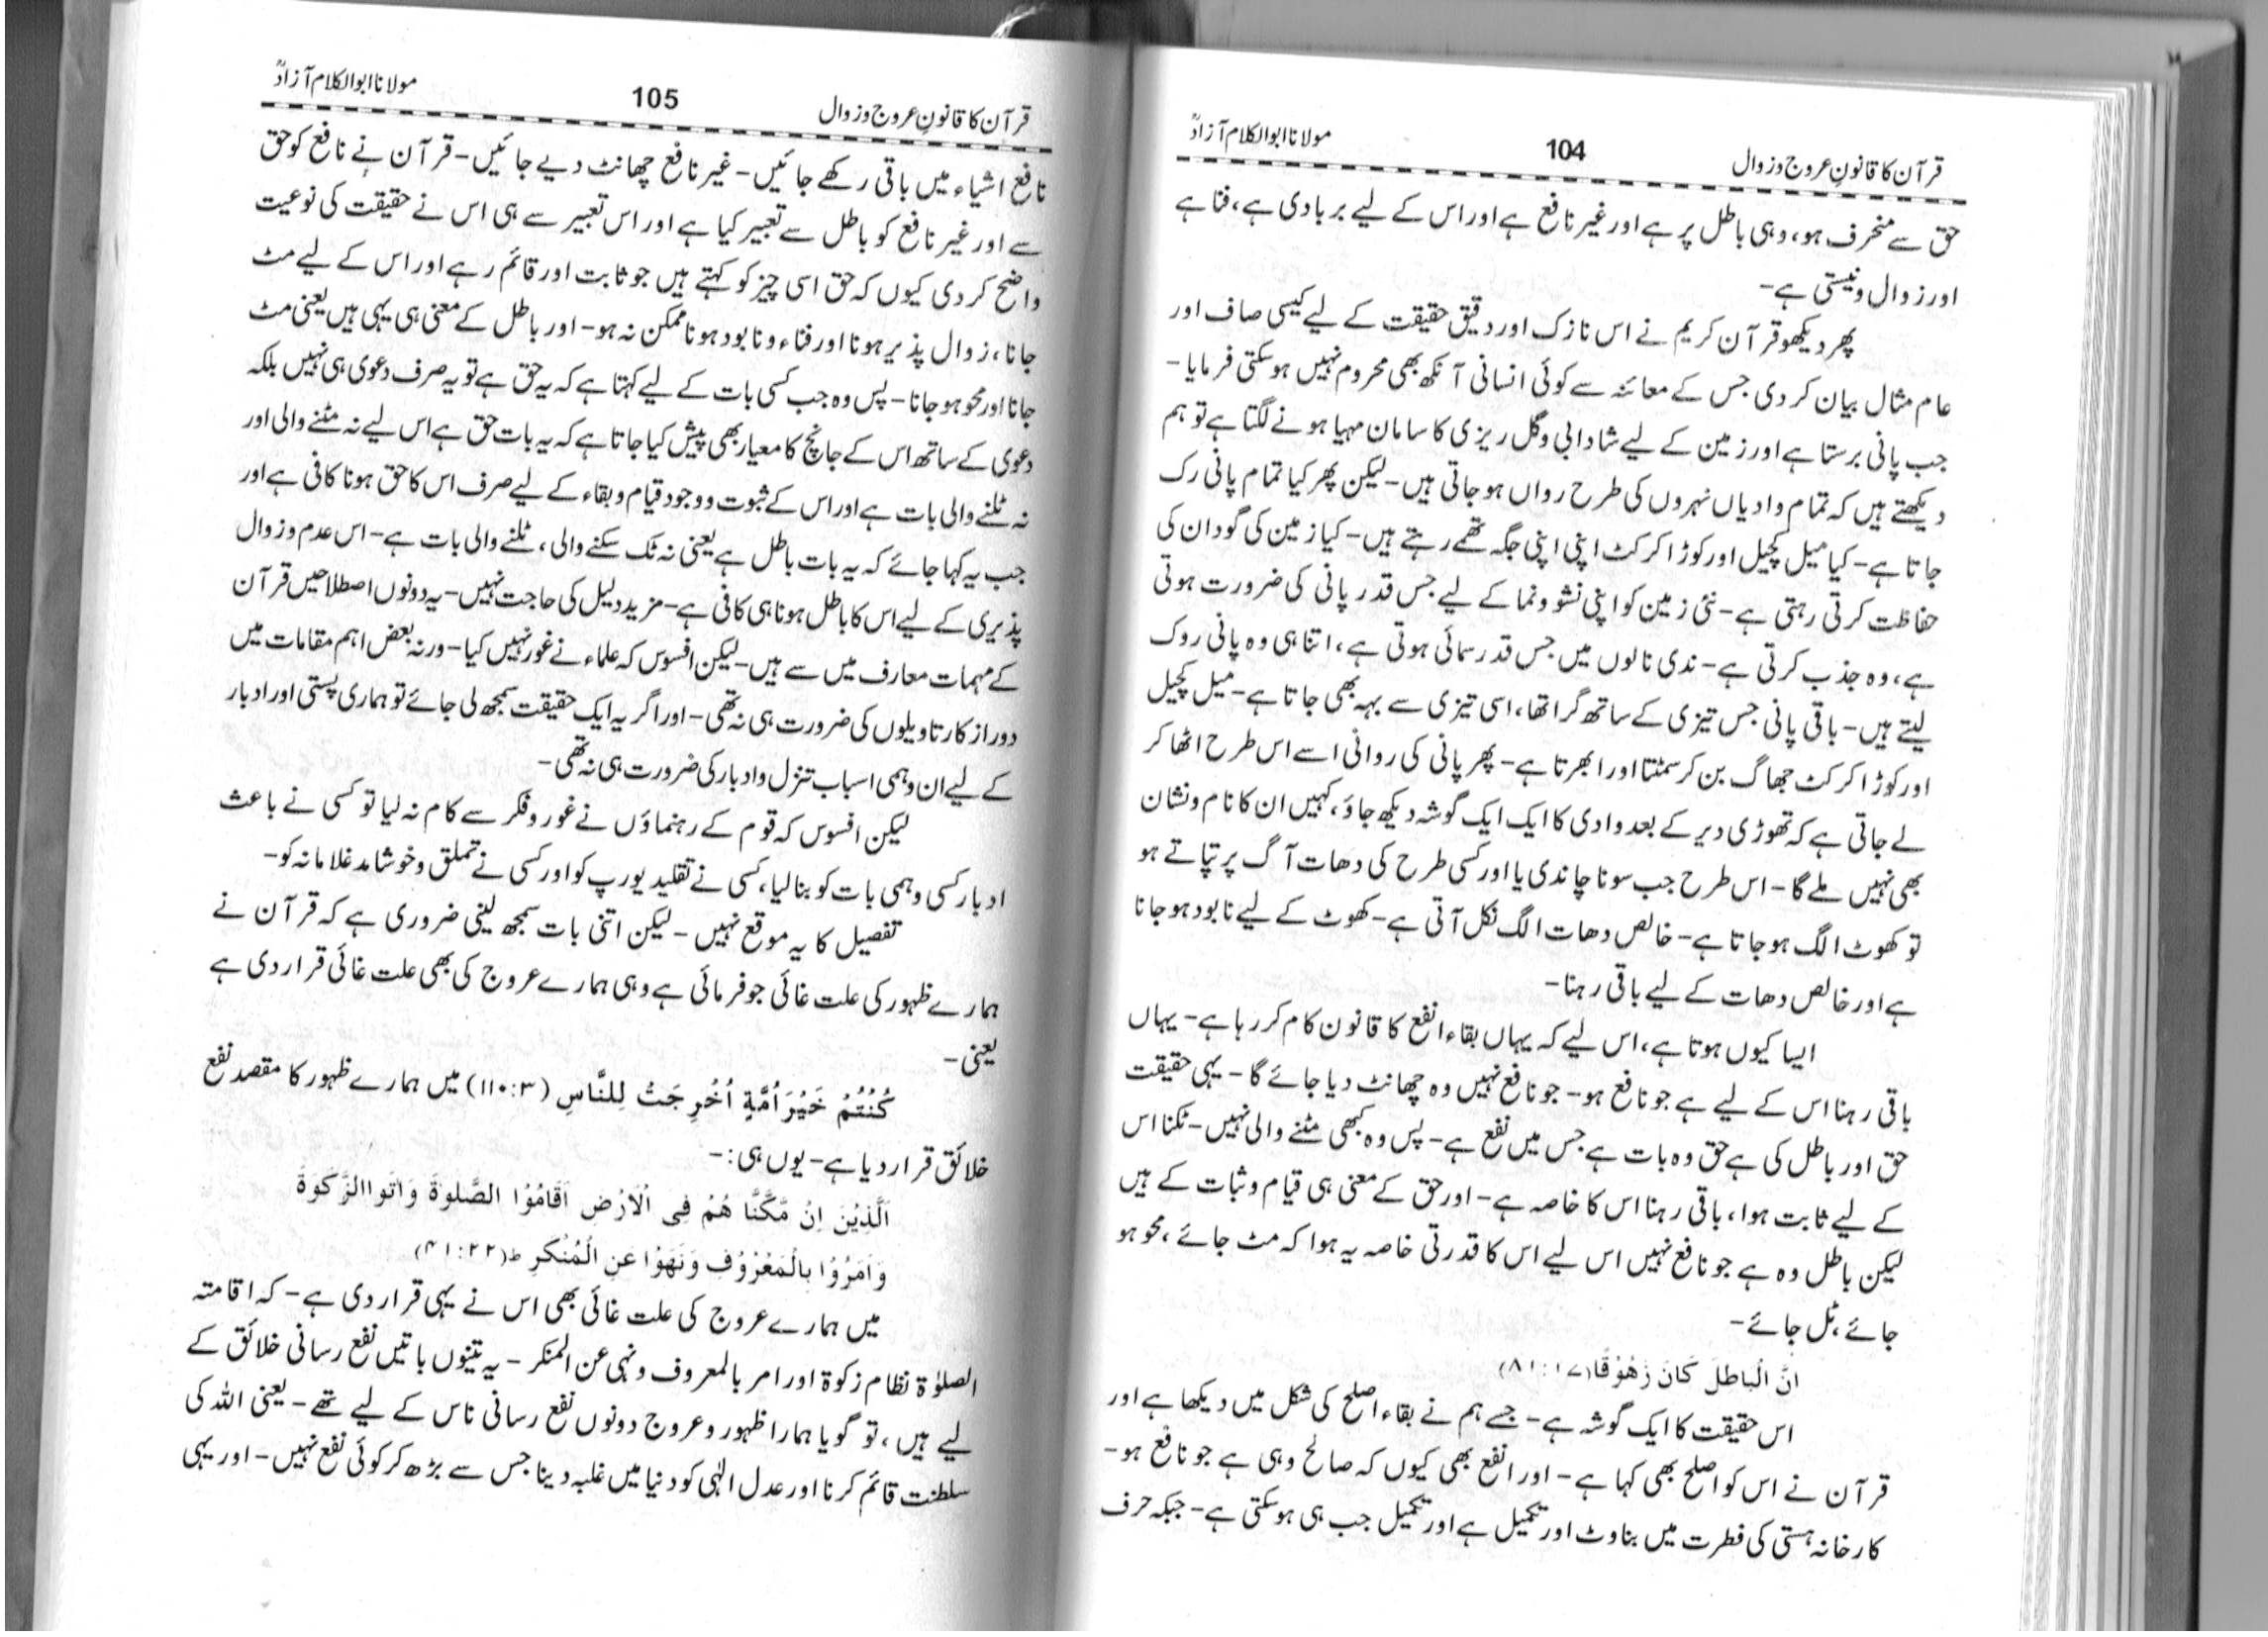 قرآن کا قانونِ عروج و زوال 104 مولانا ابوالکلام آزادؒ
حق سے منحرف ہو، وہی باطل پر ہے اور غیر نافع ہے اور اس کے لیے بربادی ہے، فنا ہے
اور زوال و نیستی ہے-
پھر دیکھو قرآن کریم نے اس نازک اور دقیق حقیقت کے لیے کیسی صاف اور
عام مثال بیان کر دی جس کے معائنہ سے کوئی انسانی آنکھ بھی محروم نہیں ہو سکتی فرمایا-
جب پانی برستا ہے اور زمین کے لیے شادابی و گل ریزی کا سامان مہیا ہونے لگتا ہے تو ہم
دیکھتے ہیں کہ تمام وادیاں نہروں کی طرح رواں ہو جاتی ہیں- لیکن پھر کیا تمام پانی رک
جاتا ہے- کیا میل کچیل اور کوڑا کرکٹ اپنی اپنی جگہ تھمے رہتے ہیں- کیا زمین کی گود ان کی
حفاظت کرتی رہتی ہے- نئی زمین کو اپنی نشو ونما کے لیے جس قدر پانی کی ضرورت ہوتی
ہے، وہ جذب کرتی ہے- ندی نالوں میں جس قدر سمائی ہوتی ہے، اتنا ہی وہ پانی روک
لیتے ہیں- باقی پانی جس تیزی کے ساتھ گرا تھا، اسی تیزی سے بہہ بھی جاتا ہے- میل کچیل
اور کوڑا کرکٹ جھاگ بن کر سمٹتا اور ابھرتا ہے- پھر پانی کی روانی اسے اس طرح اٹھا کر
لے جاتی ہے کہ تھوڑی دیر کے بعد وادی کا ایک ایک گوشہ دیکھ جاؤ، کہیں ان کا نام و نشان
بھی نہیں ملے گا- اس طرح جب سونا چاندی یا اور کسی طرح کی دھات آگ پر تپاتے ہو
تو کھوٹ الگ ہو جاتا ہے- خالص دھات الگ نکل آتی ہے- کھوٹ کے لیے نابود ہو جانا
ہے اور خالص دھات کے لیے باقی رہنا-
ایسا کیوں ہوتا ہے، اس لیے کہ یہاں بقاء انفع کا قانون کام کر رہا ہے- یہاں
باقی رہنا اس کے لیے ہے جو نافع ہو- جو نافع نہیں وہ چھانٹ دیا جائے گا- یہی حقیقت
حق اور باطل کی ہے حق وہ بات ہے جس میں نفع ہے- پس وہ کبھی مٹنے والی نہیں- ٹکنا اس
کے لیے ثابت ہوا، باقی رہنا اس کا خاصہ ہے- اور حق کے معنی ہی قیام و ثبات کے ہیں
لیکن باطل وہ ہے جو نافع نہیں اس لیے اس کا قدرتی خاصہ یہ ہوا کہ مٹ جائے، محو ہو
جائے، ٹل جائے-
انَّ الْبَاطِلَ كَانَ زَهُوْقًا (۸۱:۱۷)
اس حقیقت کا ایک گوشہ ہے- جسے ہم نے بقاء اصلح کی شکل میں دیکھا ہے اور
قرآن نے اس کو اصلح بھی کہا ہے- اور انفع بھی کیوں کہ صالح وہی ہے جو نافع ہو-
کارخانہ ہستی کی فطرت میں بناوٹ اور تکمیل ہے اور تکمیل جب ہی ہو سکتی ہے- جبکہ حرف
قرآن کا قانونِ عروج و زوال 105 مولانا ابوالکلام آزادؒ
نافع اشیاء میں باقی رکھے جائیں- غیر نافع چھانٹ دیے جائیں- قرآن نے نافع کو حق
سے اور غیر نافع کو باطل سے تعبیر کیا ہے اور اس تعبیر سے ہی اس نے حقیقت کی نوعیت
واضح کر دی کیوں کہ حق اسی چیز کو کہتے ہیں جو ثابت اور قائم رہے اور اس کے لیے مٹ
جانا، زوال پذیر ہونا اور فناء و نابود ہونا ممکن نہ ہو- اور باطل کے معنی ہی یہی ہیں یعنی مٹ
جانا اور محو ہو جانا- پس وہ جب کسی بات کے لیے کہتا ہے کہ یہ حق ہے تو یہ صرف دعوی ہی نہیں بلکہ
دعوی کے ساتھ اس کے جانچ کا معیار بھی پیش کیا جاتا ہے کہ یہ بات حق ہے اس لیے نہ مٹنے والی اور
نہ ٹلنے والی بات ہے اور اس کے ثبوت و وجود قیام و بقاء کے لیے صرف اس کا حق ہونا کافی ہے اور
جب یہ کہا جائے کہ یہ بات باطل ہے یعنی نہ ٹک سکنے والی، ٹلنے والی بات ہے- اس عدم و زوال
پذیری کے لیے اس کا باطل ہونا ہی کافی ہے- مزید دلیل کی حاجت نہیں- یہ دونوں اصطلاحیں قرآن
کے مہمات معارف میں سے ہیں- لیکن افسوس کہ علماء نے غور نہیں کیا- ورنہ بعض اہم مقامات میں
دوراز کار تاویلوں کی ضرورت ہی نہ تھی- اور اگر یہ ایک حقیقت سمجھ لی جائے تو ہماری پستی اور ادبار
کے لیے ان وہمی اسباب تنزل و ادبار کی ضرورت ہی نہ تھی-
لیکن افسوس کہ قوم کے رہنماؤں نے غور و فکر سے کام نہ لیا تو کسی نے باعث
ادبار کسی وہمی بات کو بنا لیا، کسی نے تقلید یورپ کو اور کسی نے تملق و خوشامد غلامانہ کو-
تفصیل کا یہ موقع نہیں- لیکن اتنی بات سمجھ لینی ضروری ہے کہ قرآن نے
ہمارے ظہور کی علت غائی جو فرمائی ہے وہی ہمارے عروج کی بھی علت غائی قرار دی ہے
یعنی-
كُنْتُمْ خَيْرَ اُمَّةٍ اُخْرِجَتْ لِلنَّاسِ (۱۱۰:۳) میں ہمارے ظہور کا مقصد نفع
خلائق قرار دیا ہے- یوں ہی:-
اَلَّذِيْنَ اِنْ مَّكَّنَّا هُمْ فِى الْاَرْضِ اَقَامُوْا الصَّلٰوةَ وَاٰتَوا الزَّكٰوةَ
وَاَمَرُوْا بِالْمَعْرُوْفِ وَنَهَوْا عَنِ الْمُنْكَرِ ط (۴۱:۲۲)
میں ہمارے عروج کی علت غائی بھی اس نے یہی قرار دی ہے- کہ اقامتہ
الصلوٰۃ نظام زکوۃ اور امر بالمعروف و نہی عن المنکر- یہ تینوں باتیں نفع رسانی خلائق کے
لیے ہیں، تو گویا ہمارا ظہور و عروج دونوں نفع رسانی ناس کے لیے تھے- یعنی اللہ کی
سلطنت قائم کرنا اور عدل الٰہی کو دنیا میں غلبہ دینا جس سے بڑھ کر کوئی نفع نہیں- اور یہی